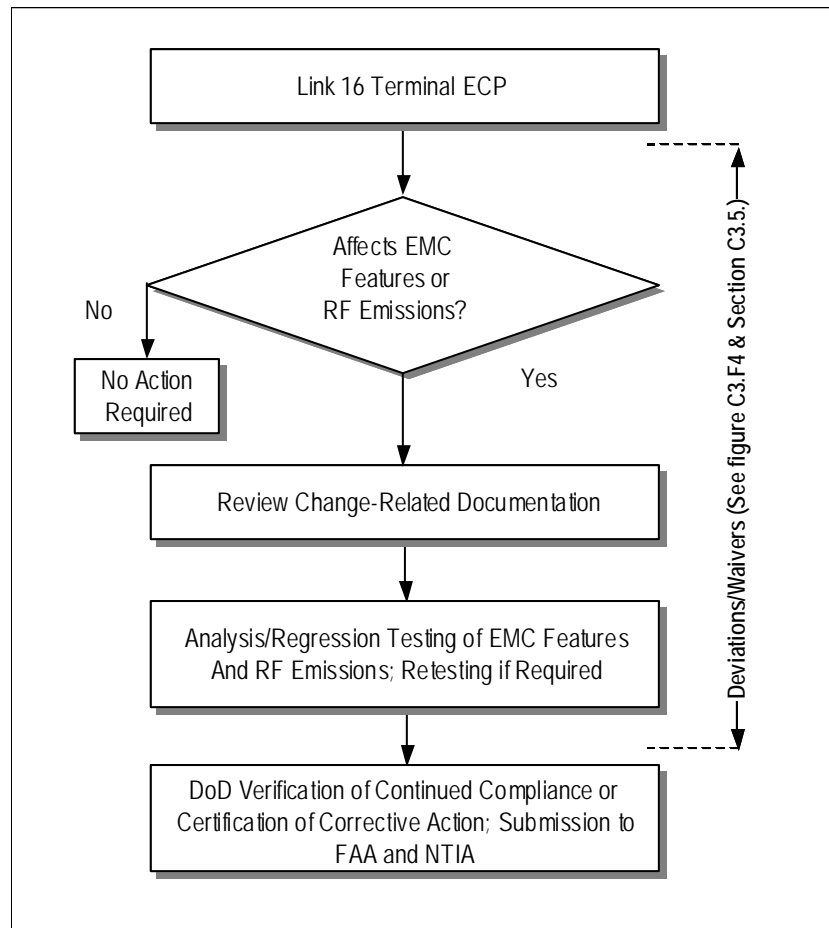 Link 16 Terminal ECP
Affects EMC
Features or
RF Emissions?
No
Yes
No Action
Required
Review Change-Related Documentation
Analysis/Regression Testing of EMC Features
And RF Emissions; Retesting if Required
DoD Verification of Continued Compliance or
Certification of Corrective Action; Submission to
FAA and NTIA
Deviations/Waivers (See figure C3.F4 & Section C3.5.)